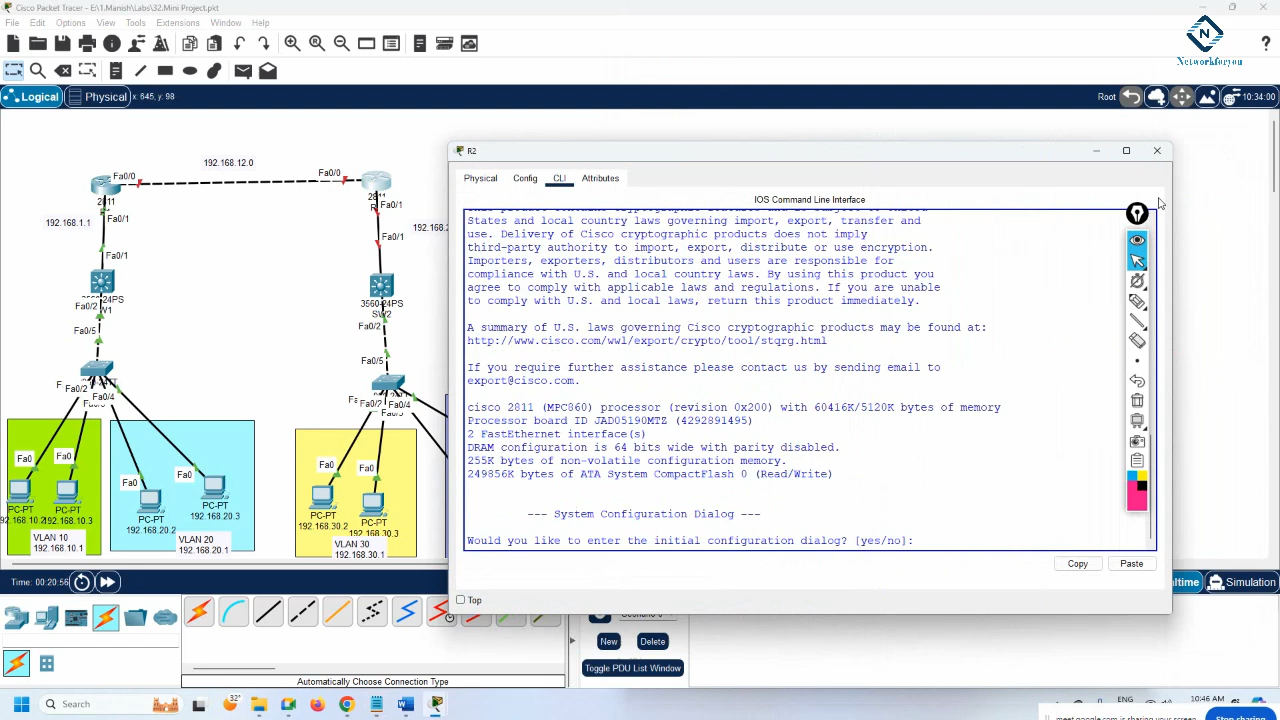 Cisco Packet Tracer - E:\1.Manish\Labs\32.Mini Project.pkt
File Edit Options View Tools Extensions Window Help
N
Networkforyou
Logical Physical x: 645, y: 98 Root 10:34:00
192.168.12.0
Fa0/0 Fa0/0
2811
Fa0/1 Fa0/1
192.168.1.1
Fa0/1 Fa0/1
3560-24PS
SW2
Fa0/2 Fa0/2
Fa0/5 Fa0/5
Fa0/2 Fa0/4 Fa0/4
Fa0 Fa0 Fa0 Fa0 Fa0 Fa0
PC-PT PC-PT PC-PT PC-PT PC-PT PC-PT
192.168.20.3
VLAN 10
192.168.10.1
VLAN 20
192.168.20.1
VLAN 30
192.168.30.1
R2
Physical Config CLI Attributes
IOS Command Line Interface
States and local country laws governing import, export, transfer and
use. Delivery of Cisco cryptographic products does not imply
third-party authority to import, export, distribute or use encryption.
Importers, exporters, distributors and users are responsible for
compliance with U.S. and local country laws. By using this product you
agree to comply with applicable laws and regulations. If you are unable
to comply with U.S. and local laws, return this product immediately.
A summary of U.S. laws governing Cisco cryptographic products may be found at:
http://www.cisco.com/wwl/export/crypto/tool/stqrg.html
If you require further assistance please contact us by sending email to
export@cisco.com.
cisco 2811 (MPC860) processor (revision 0x200) with 60416K/5120K bytes of memory
Processor board ID JAD05190MTZ (4292891495)
2 FastEthernet interface(s)
DRAM configuration is 64 bits wide with parity disabled.
255K bytes of non-volatile configuration memory.
249856K bytes of ATA System CompactFlash 0 (Read/Write)
--- System Configuration Dialog ---
Would you like to enter the initial configuration dialog? [yes/no]:
Copy Paste
Top
Time: 00:20:56 Simulation
New Delete
Toggle PDU List Window
Automatically Choose Connection Type
Search 32° ENG 10:46 AM
meet.google.com is sharing your screen. Stop sharing